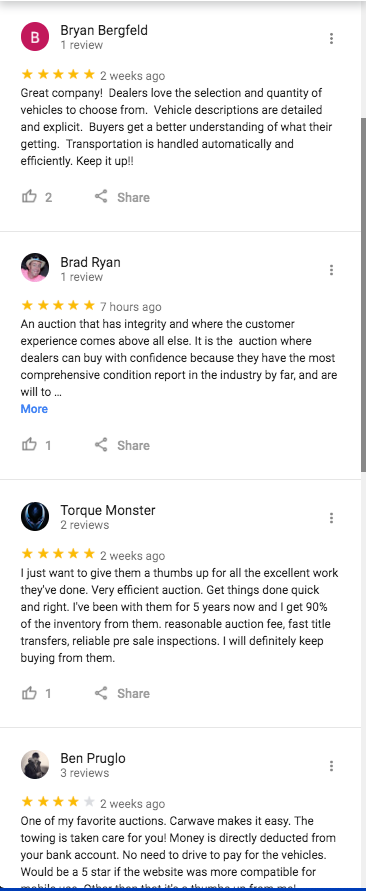 B
Bryan Bergfeld
1 review
2 weeks ago
Great company!  Dealers love the selection and quantity of
vehicles to choose from.  Vehicle descriptions are detailed
and explicit.  Buyers get a better understanding of what their
getting.  Transportation is handled automatically and
efficiently. Keep it up!!
2 Share
Brad Ryan
1 review
7 hours ago
An auction that has integrity and where the customer
experience comes above all else. It is the  auction where
dealers can buy with confidence because they have the most
comprehensive condition report in the industry by far, and are
will to ...
More
1 Share
Torque Monster
2 reviews
2 weeks ago
I just want to give them a thumbs up for all the excellent work
they've done. Very efficient auction. Get things done quick
and right. I've been with them for 5 years now and I get 90%
of the inventory from them. reasonable auction fee, fast title
transfers, reliable pre sale inspections. I will definitely keep
buying from them.
1 Share
Ben Pruglo
3 reviews
2 weeks ago
One of my favorite auctions. Carwave makes it easy. The
towing is taken care for you! Money is directly deducted from
your bank account. No need to drive to pay for the vehicles.
Would be a 5 star if the website was more compatible for
mobile use. Other than that it's a thumbs up from me!